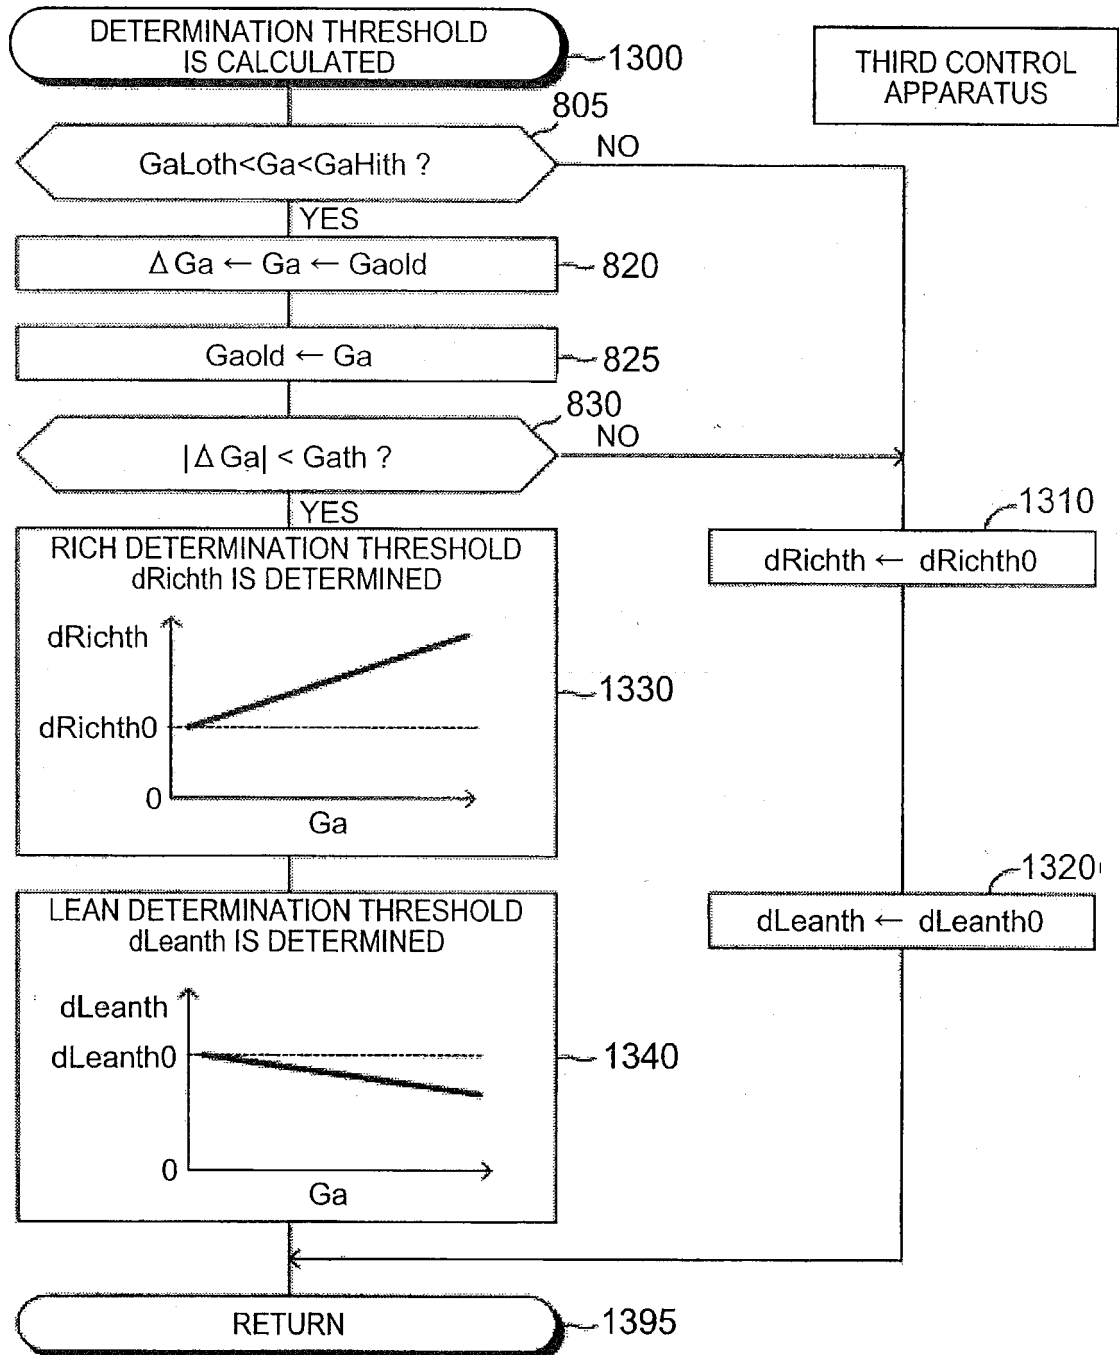 DETERMINATION THRESHOLD
IS CALCULATED
1300
THIRD CONTROL
APPARATUS
805
GaLoth<Ga<GaHith ?
NO
YES
Δ Ga ← Ga ← Gaold
820
Gaold ← Ga
825
830
|Δ Ga| < Gath ?
NO
YES
1310
dRichth ← dRichth0
RICH DETERMINATION THRESHOLD
dRichth IS DETERMINED
dRichth
dRichth0
0
Ga
1330
1320
dLeanth ← dLeanth0
LEAN DETERMINATION THRESHOLD
dLeanth IS DETERMINED
dLeanth
dLeanth0
0
Ga
1340
RETURN
1395